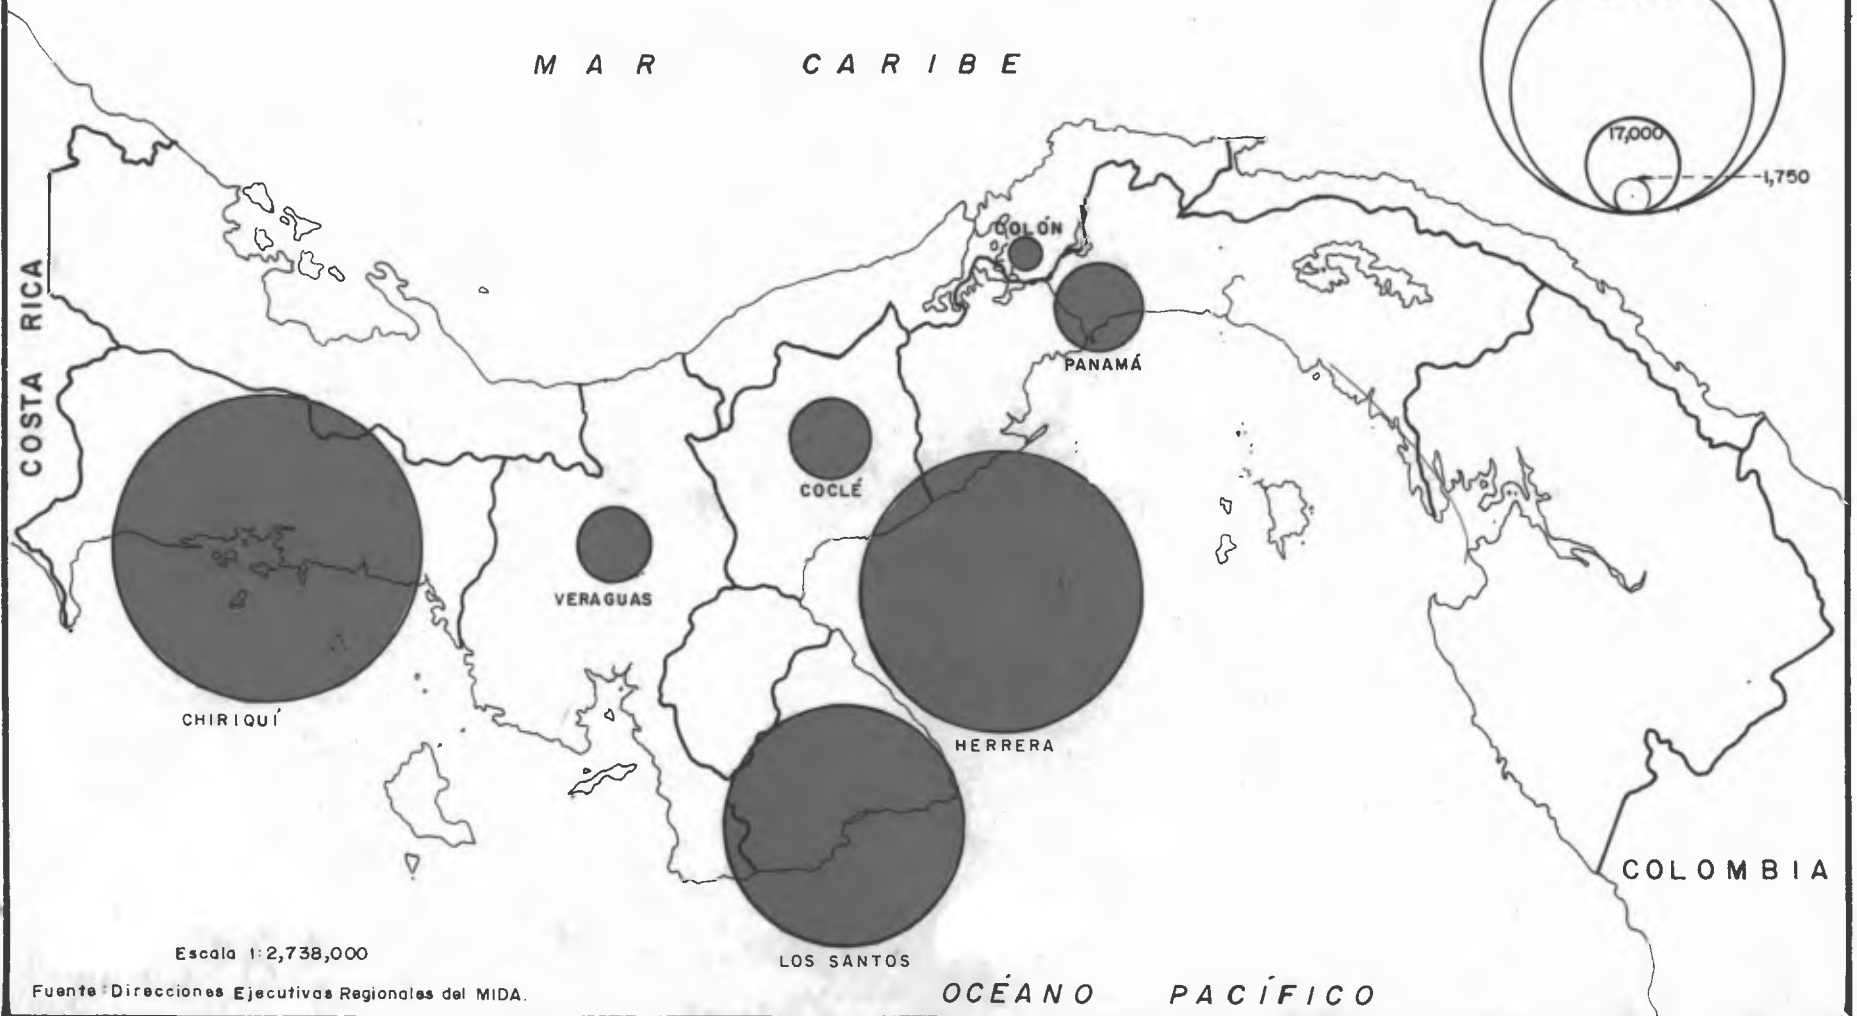 MAR CARIBE
17,000
1,750
COLÓN
COSTA RICA
PANAMÁ
COCLÉ
VERAGUAS
CHIRIQUÍ
HERRERA
COLOMBIA
Escala 1:2,738,000
LOS SANTOS
Fuente: Direcciones Ejecutivas Regionales del MIDA.
OCÉANO PACÍFICO